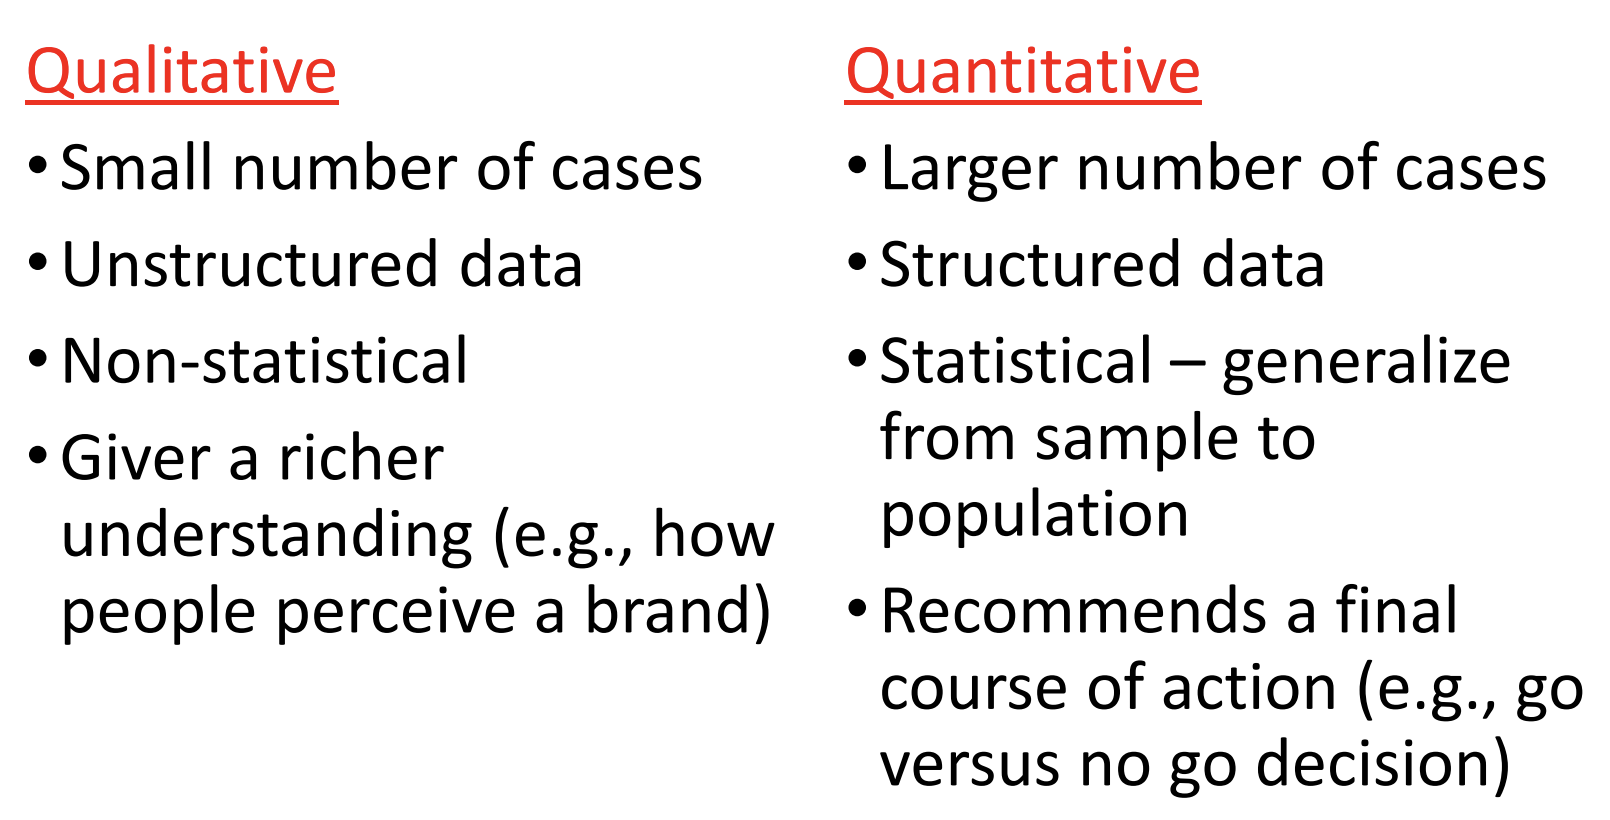 Qualitative
• Small number of cases
• Unstructured data
• Non-statistical
• Giver a richer
understanding (e.g., how
people perceive a brand)
Quantitative
• Larger number of cases
• Structured data
• Statistical – generalize
from sample to
population
• Recommends a final
course of action (e.g., go
versus no go decision)